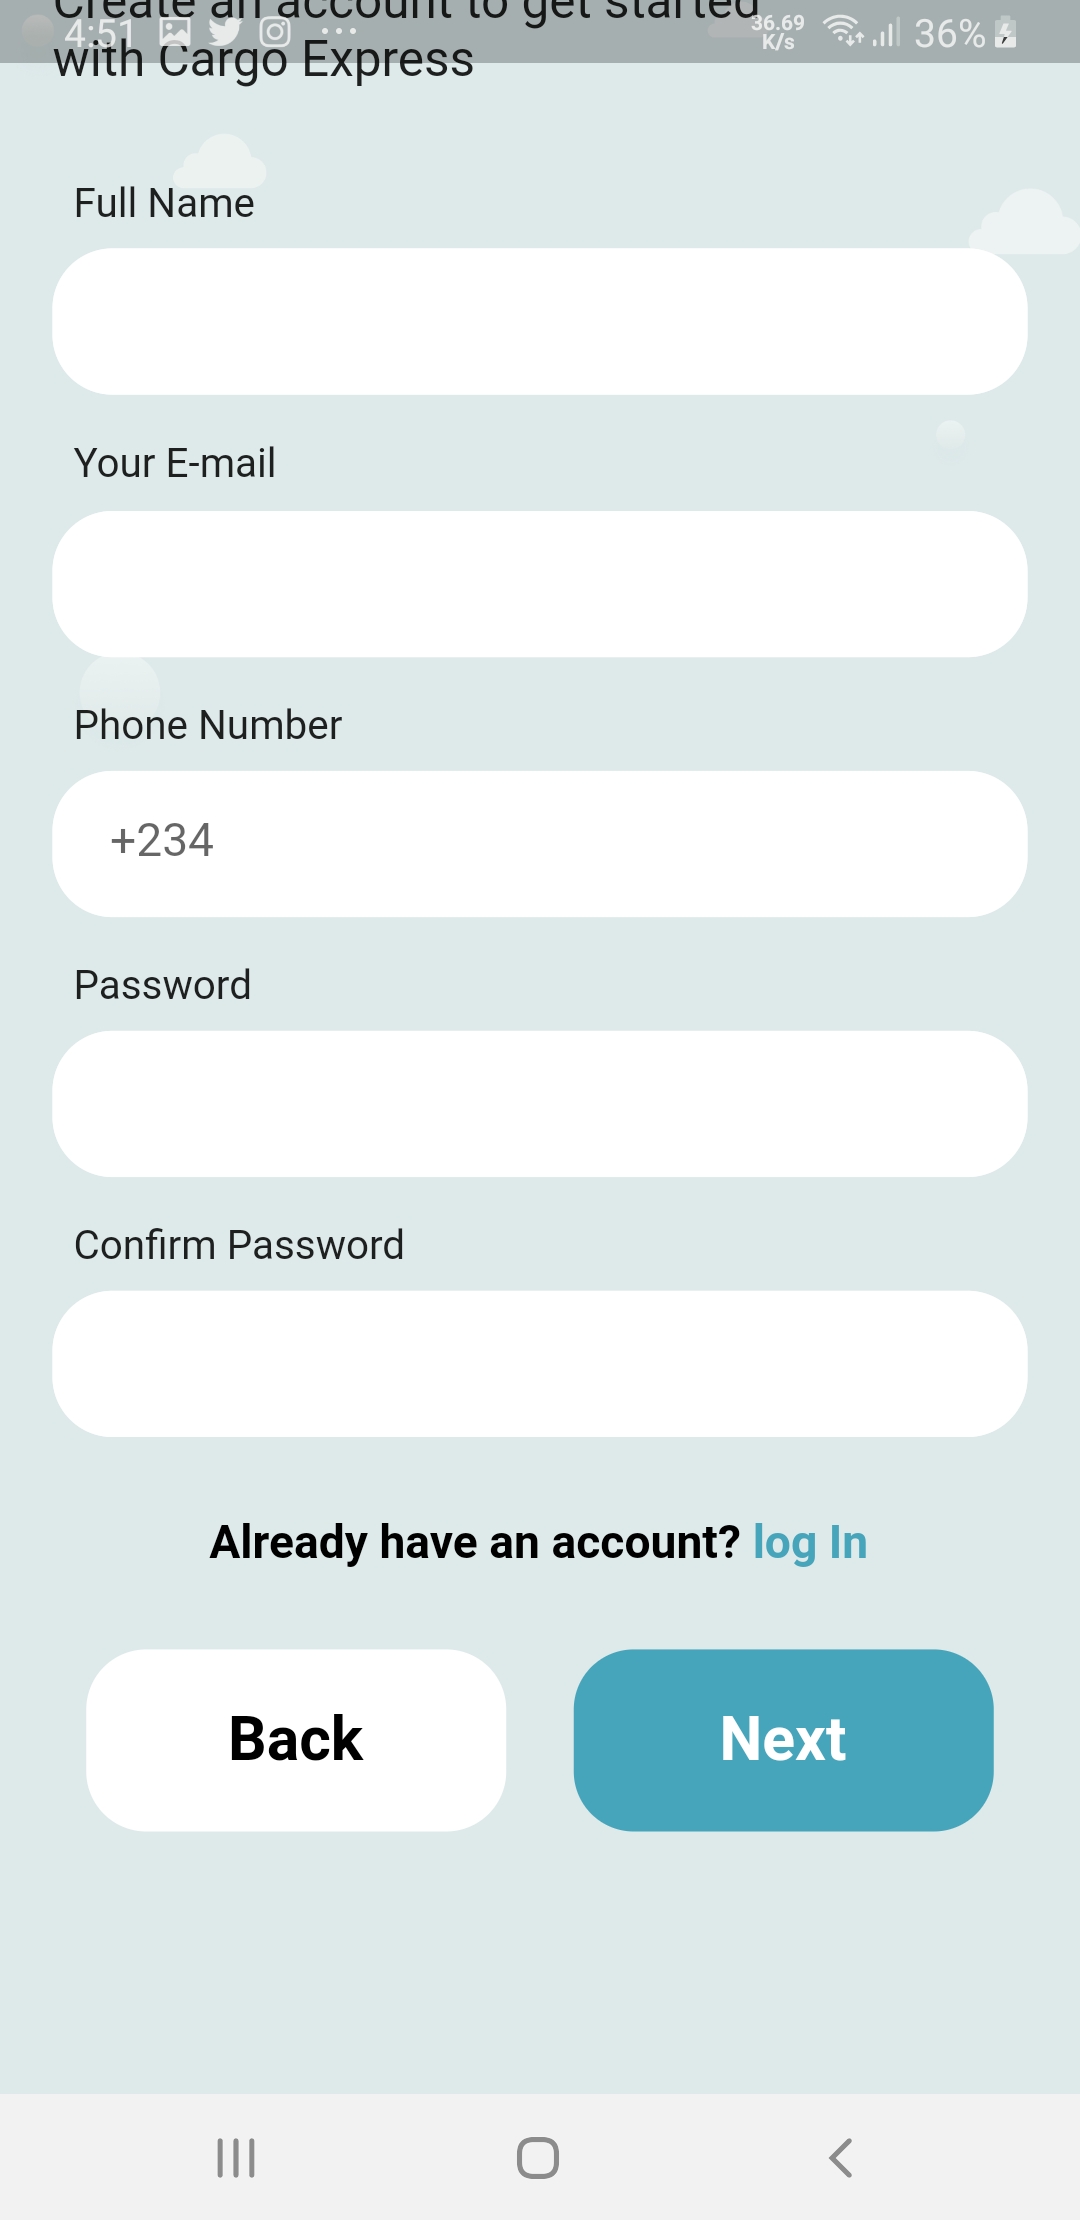 Create an account to get started
4:51 36.69 K/s 36%
with Cargo Express
Full Name
Your E-mail
Phone Number
+234
Password
Confirm Password
Already have an account? log In
Back Next